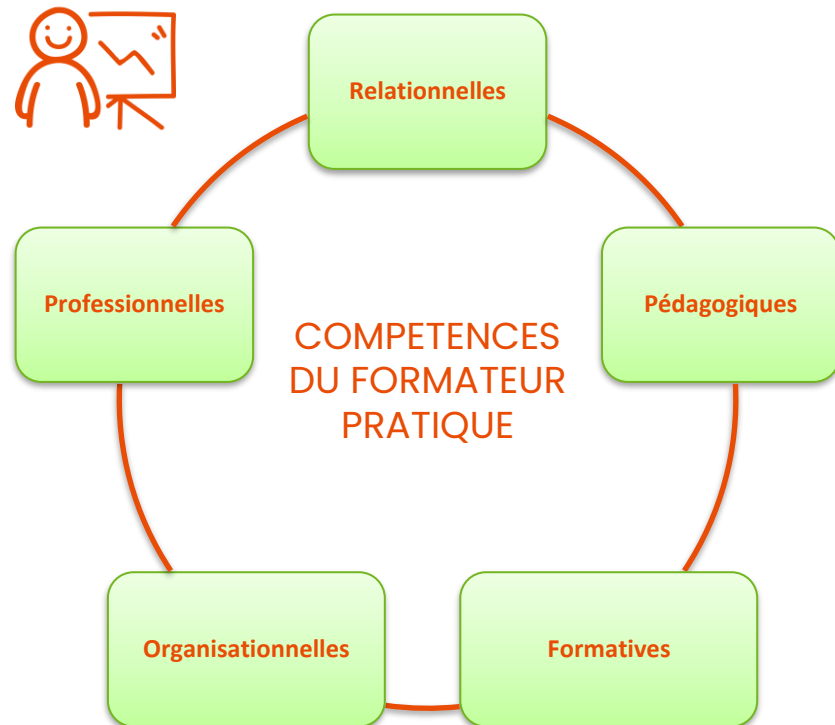 Relationnelles
Professionnelles
Pédagogiques
COMPETENCES
DU FORMATEUR
PRATIQUE
Organisationnelles
Formatives